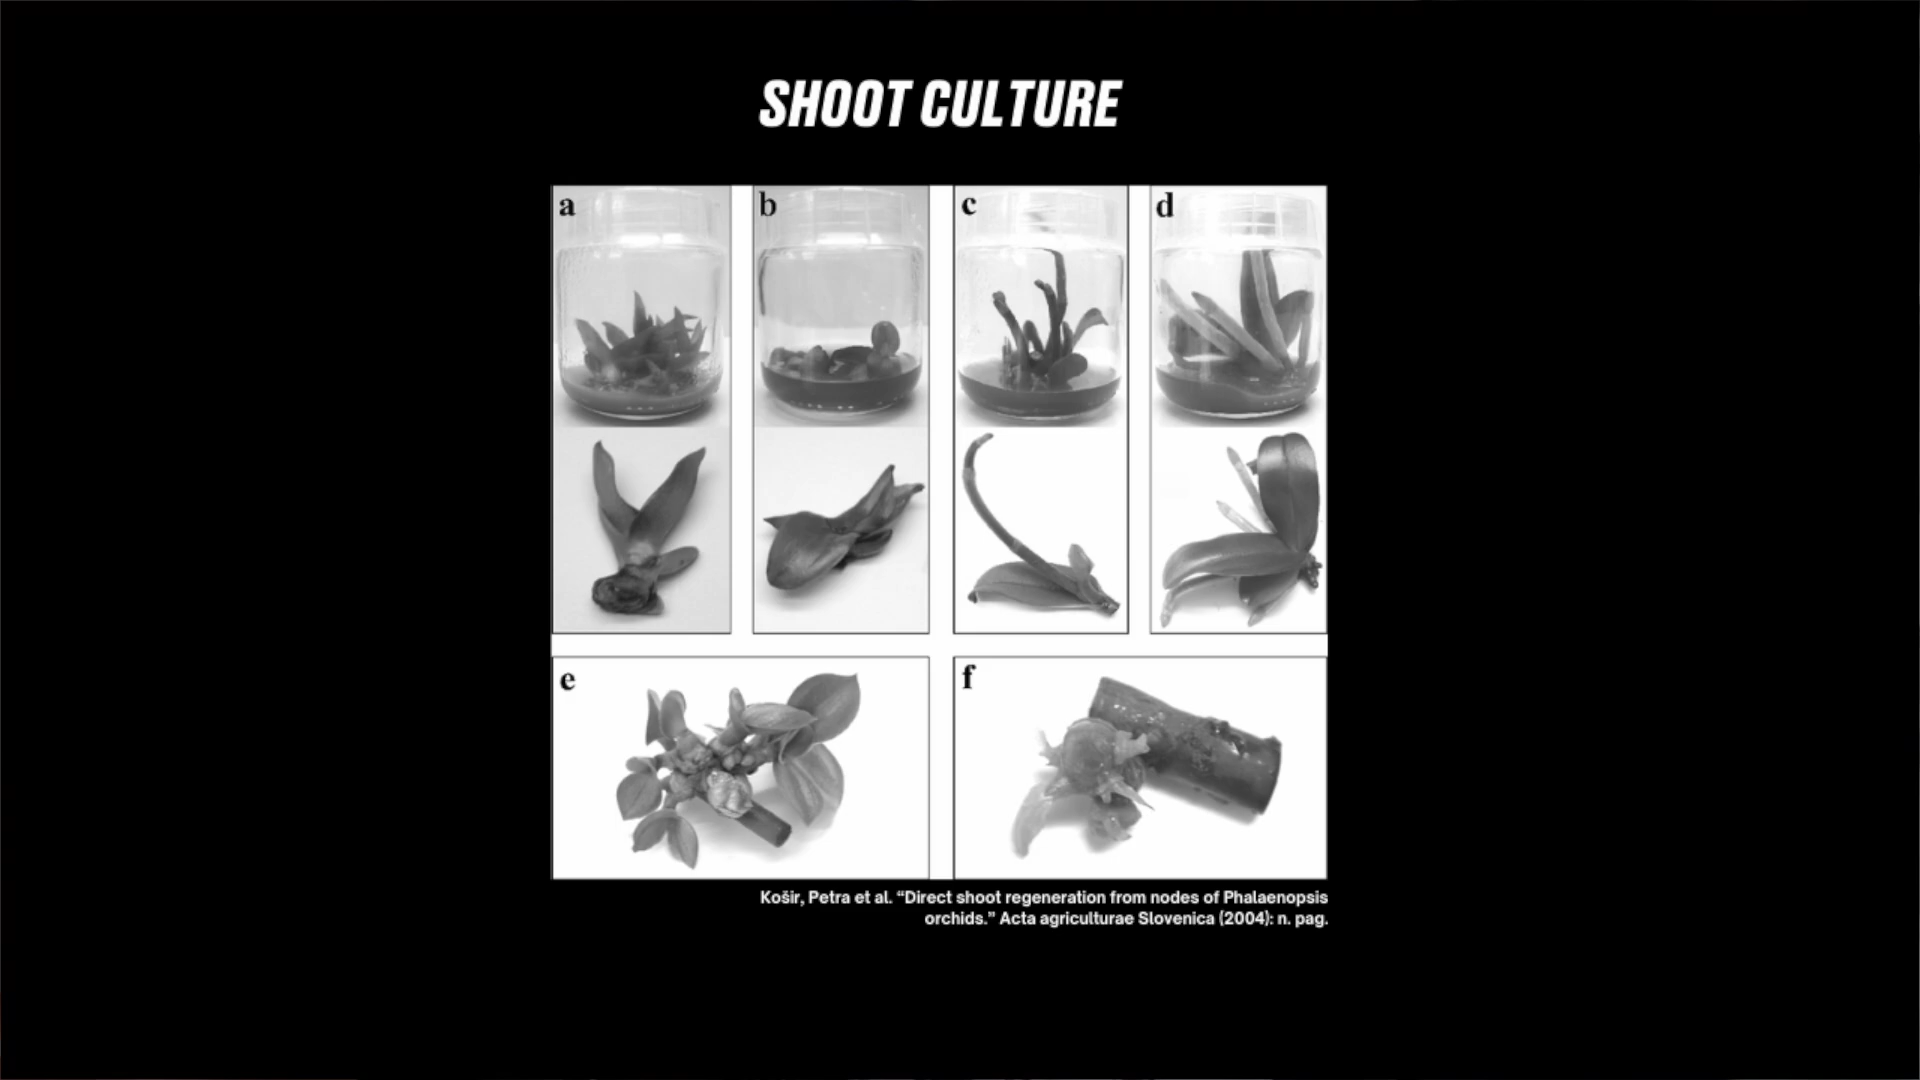 SHOOT CULTURE
a
b
c
d
e
f
Košir, Petra et al. “Direct shoot regeneration from nodes of Phalaenopsis
orchids.” Acta agriculturae Slovenica (2004): n. pag.